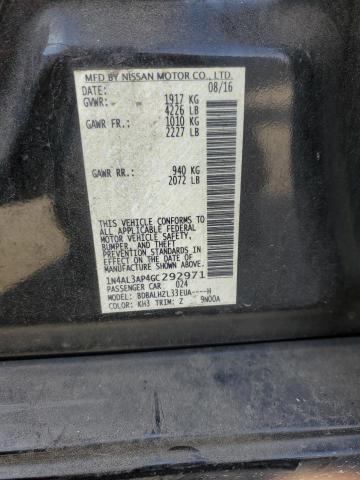 MFD BY NISSAN MOTOR CO., LTD.
DATE: 08/16
GVWR: 1917 KG
4226 LB
GAWR FR.: 1010 KG
2227 LB
GAWR RR.: 940 KG
2072 LB
THIS VEHICLE CONFORMS TO
ALL APPLICABLE FEDERAL
MOTOR VEHICLE SAFETY,
BUMPER, AND THEFT
PREVENTION STANDARDS IN
EFFECT ON THE DATE OF
MANUFACTURE SHOWN ABOVE.
1N4AL3AP4GC292971
PASSENGER CAR 024
MODEL: BDBALHZL33EUA----H
COLOR: KH3 TRIM: Z 9N00A